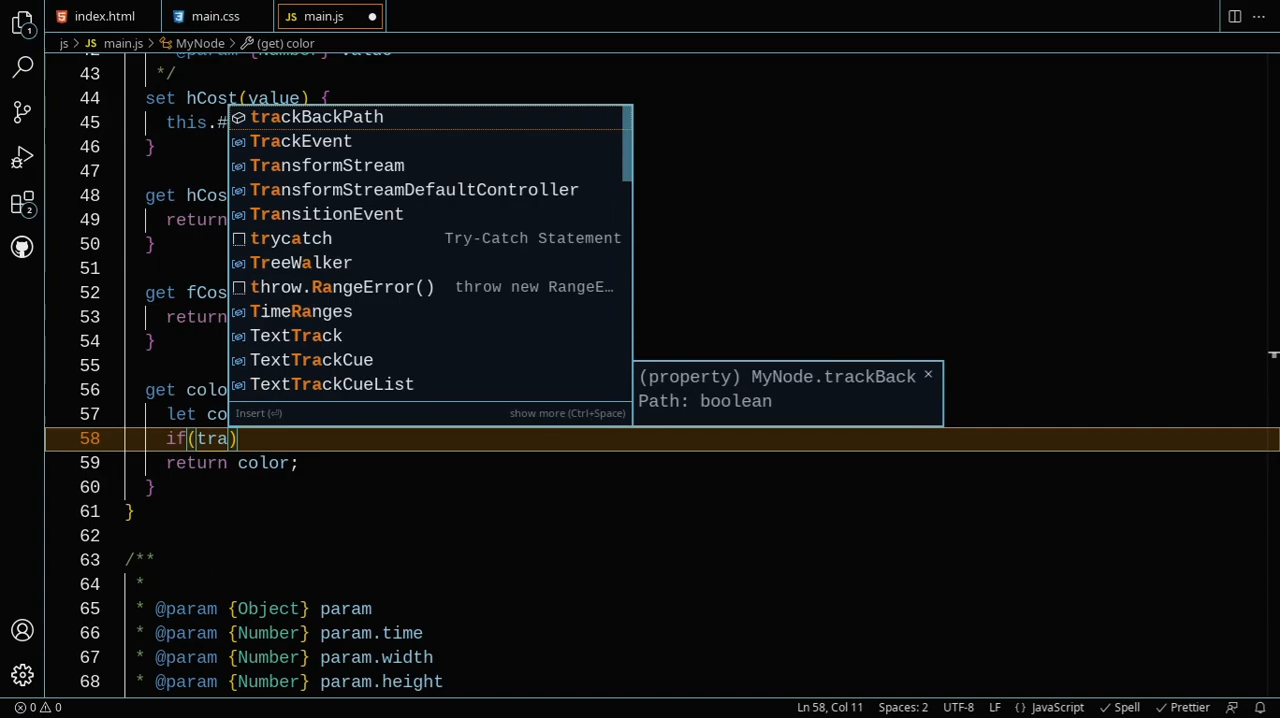 index.html main.css JS main.js
js > JS main.js > MyNode > (get) color
42 @param {Number} value
43 */
44 set hCost(value) {
45 this.#
46 }
47
48 get hCos
49 return
50 }
51
52 get fCos
53 return
54 }
55
56 get colo
57 let co
58 if(tra)
59 return color;
60 }
61 }
62
63 /**
64 *
65 * @param {Object} param
66 * @param {Number} param.time
67 * @param {Number} param.width
68 * @param {Number} param.height
trackBackPath
TrackEvent
TransformStream
TransformStreamDefaultController
TransitionEvent
trycatch Try-Catch Statement
TreeWalker
throw.RangeError() throw new RangeE…
TimeRanges
TextTrack
TextTrackCue
TextTrackCueList
Insert (⏎) show more (Ctrl+Space)
(property) MyNode.trackBack
Path: boolean
1
2
0 0 Ln 58, Col 11 Spaces: 2 UTF-8 LF {} JavaScript Spell Prettier